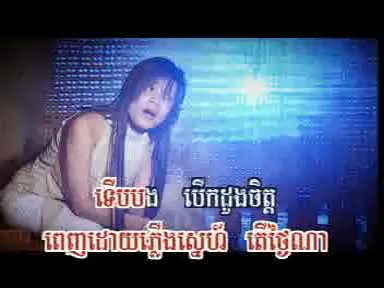 ទើបបង បើកដួងចិត្ត
ពេញដោយភ្លើងស្នេហ៍ តើថ្ងៃណា